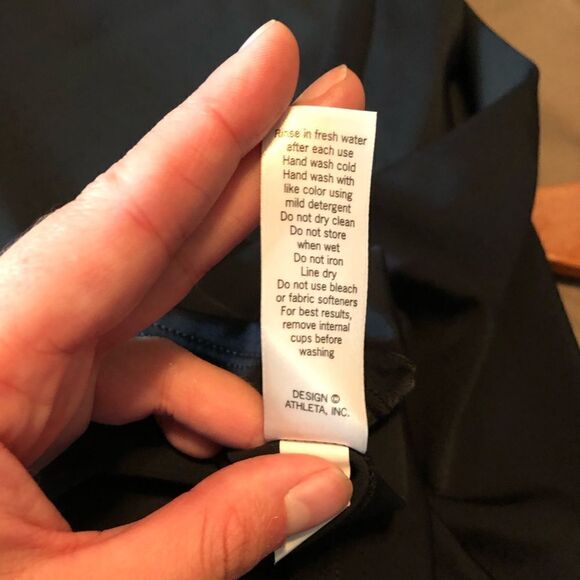 Rinse in fresh water
after each use
Hand wash cold
Hand wash with
like color using
mild detergent
Do not dry clean
Do not store
when wet
Do not iron
Line dry
Do not use bleach
or fabric softeners
For best results,
remove internal
cups before
washing
DESIGN ©
ATHLETA, INC.